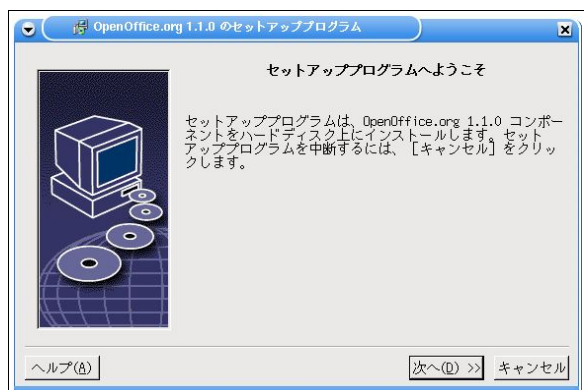 OpenOffice.org 1.1.0 のセットアッププログラム
セットアッププログラムへようこそ
セットアッププログラムは、OpenOffice.org 1.1.0 コンポー
ネントをハードディスク上にインストールします。セット
アッププログラムを中断するには、［キャンセル］をクリッ
クします。
ヘルプ(A)
次へ(D) >>
キャンセル